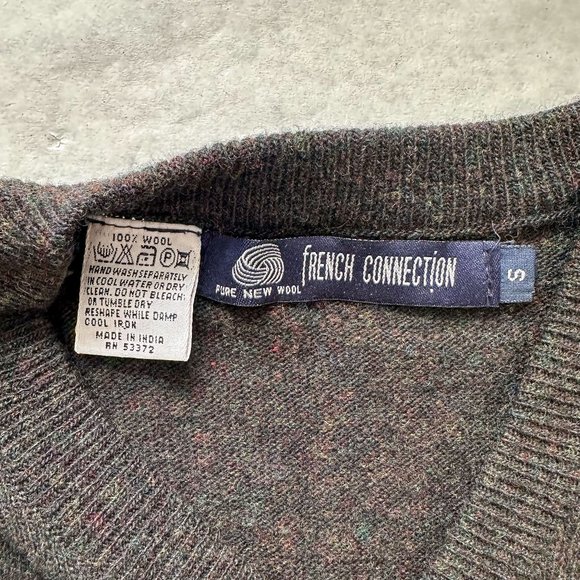 100% WOOL
HAND WASH SEPARATELY
IN COOL WATER OR DRY
CLEAN. DO NOT BLEACH
OR TUMBLE DRY
RESHAPE WHILE DAMP
COOL IRON
MADE IN INDIA
RN 53372
PURE NEW WOOL
fRENCH CONNECTiON
S